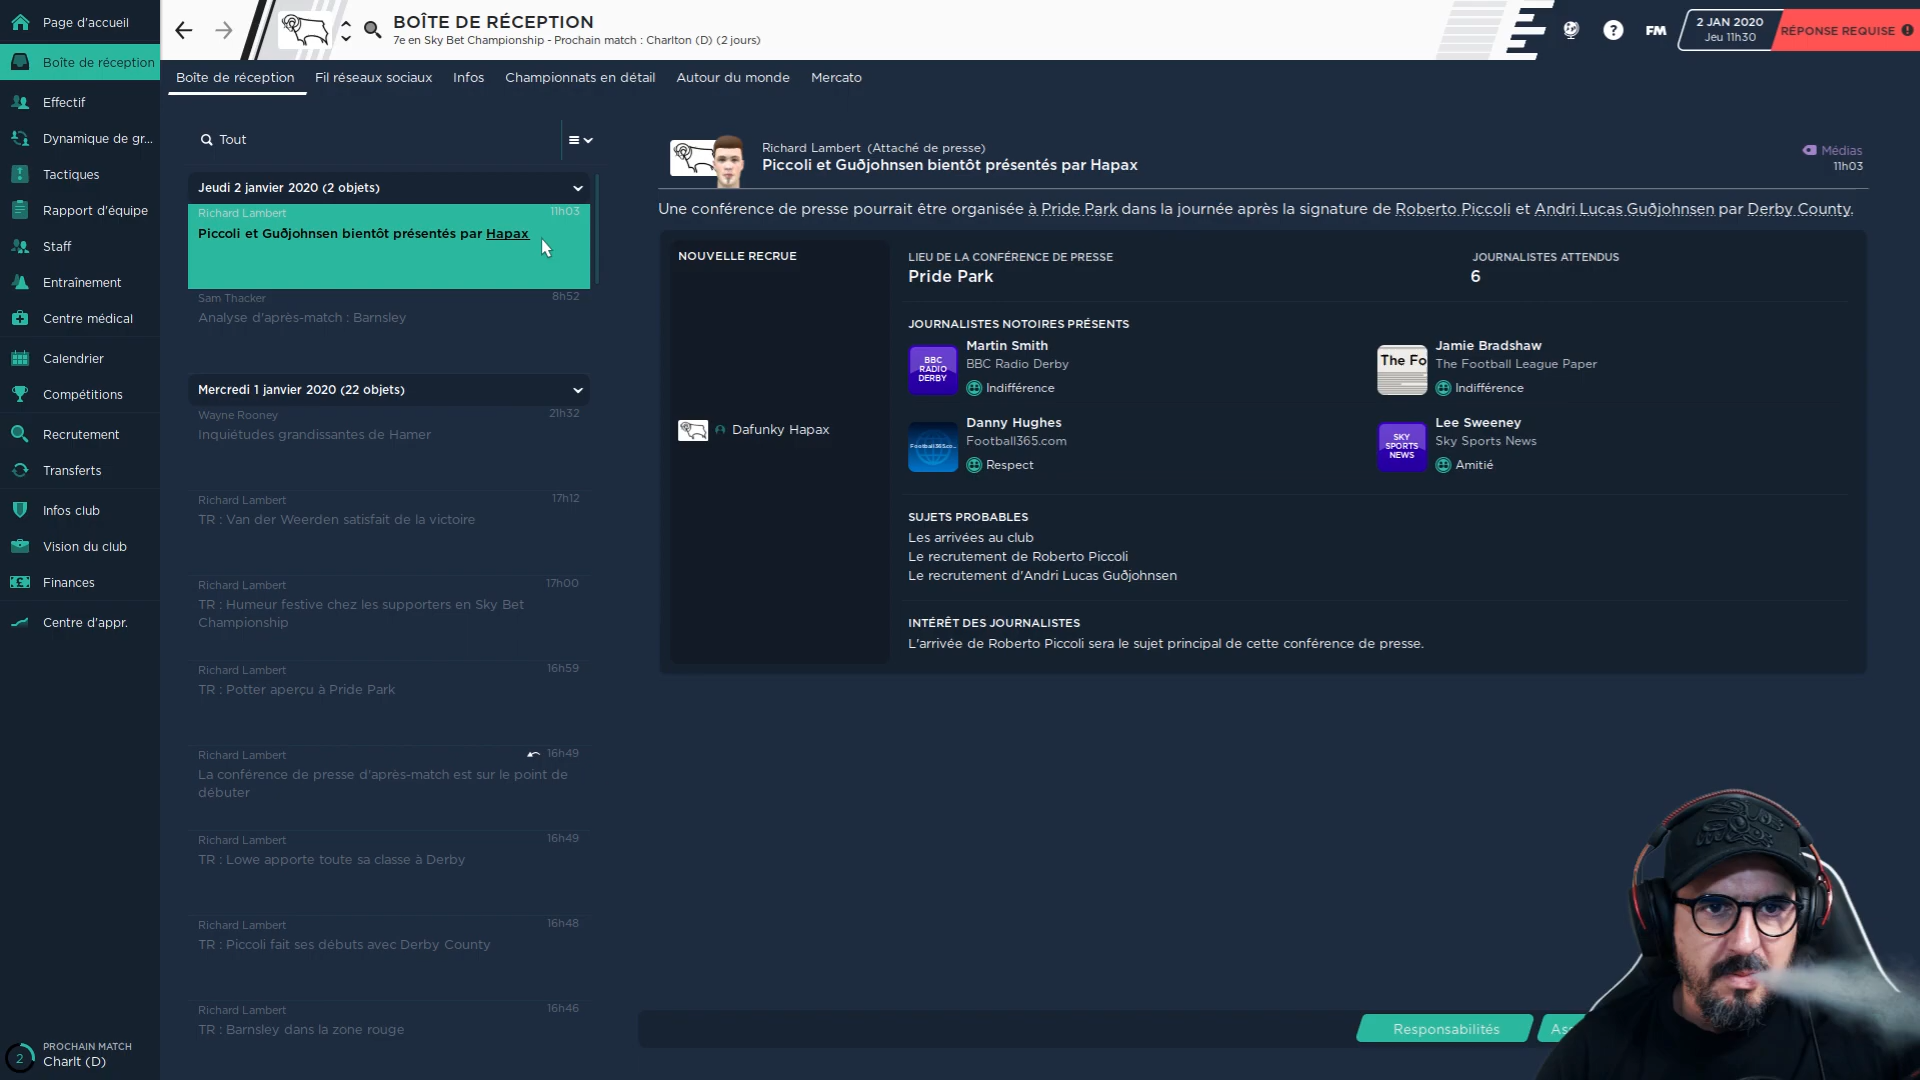 Page d'accueil
Boîte de réception
Effectif
Dynamique de gr...
Tactiques
Rapport d'équipe
Staff
Entraînement
Centre médical
Calendrier
Compétitions
Recrutement
Transferts
Infos club
Vision du club
Finances
Centre d'appr.
2
PROCHAIN MATCH
Charlt (D)
BOÎTE DE RÉCEPTION
7e en Sky Bet Championship - Prochain match : Charlton (D) (2 jours)
?
FM
2 JAN 2020
Jeu 11h30
RÉPONSE REQUISE
Boîte de réception
Fil réseaux sociaux
Infos
Championnats en détail
Autour du monde
Mercato
Tout
Jeudi 2 janvier 2020 (2 objets)
Richard Lambert 11h03
Piccoli et Guðjohnsen bientôt présentés par Hapax
Sam Thacker 8h52
Analyse d'après-match : Barnsley
Mercredi 1 janvier 2020 (22 objets)
Wayne Rooney 21h32
Inquiétudes grandissantes de Hamer
Richard Lambert 17h12
TR : Van der Weerden satisfait de la victoire
Richard Lambert 17h00
TR : Humeur festive chez les supporters en Sky Bet
Championship
Richard Lambert 16h59
TR : Potter aperçu à Pride Park
Richard Lambert 16h49
La conférence de presse d'après-match est sur le point de
débuter
Richard Lambert 16h49
TR : Lowe apporte toute sa classe à Derby
Richard Lambert 16h48
TR : Piccoli fait ses débuts avec Derby County
Richard Lambert 16h46
TR : Barnsley dans la zone rouge
Richard Lambert (Attaché de presse)
Piccoli et Guðjohnsen bientôt présentés par Hapax
Médias
11h03
Une conférence de presse pourrait être organisée à Pride Park dans la journée après la signature de Roberto Piccoli et Andri Lucas Guðjohnsen par Derby County.
NOUVELLE RECRUE
Dafunky Hapax
LIEU DE LA CONFÉRENCE DE PRESSE
Pride Park
JOURNALISTES ATTENDUS
6
JOURNALISTES NOTOIRES PRÉSENTS
BBC
RADIO
DERBY
Martin Smith
BBC Radio Derby
Indifférence
The Fo
Jamie Bradshaw
The Football League Paper
Indifférence
Football365.co...
Danny Hughes
Football365.com
Respect
SKY
SPORTS
NEWS
Lee Sweeney
Sky Sports News
Amitié
SUJETS PROBABLES
Les arrivées au club
Le recrutement de Roberto Piccoli
Le recrutement d'Andri Lucas Guðjohnsen
INTÉRÊT DES JOURNALISTES
L'arrivée de Roberto Piccoli sera le sujet principal de cette conférence de presse.
Responsabilités